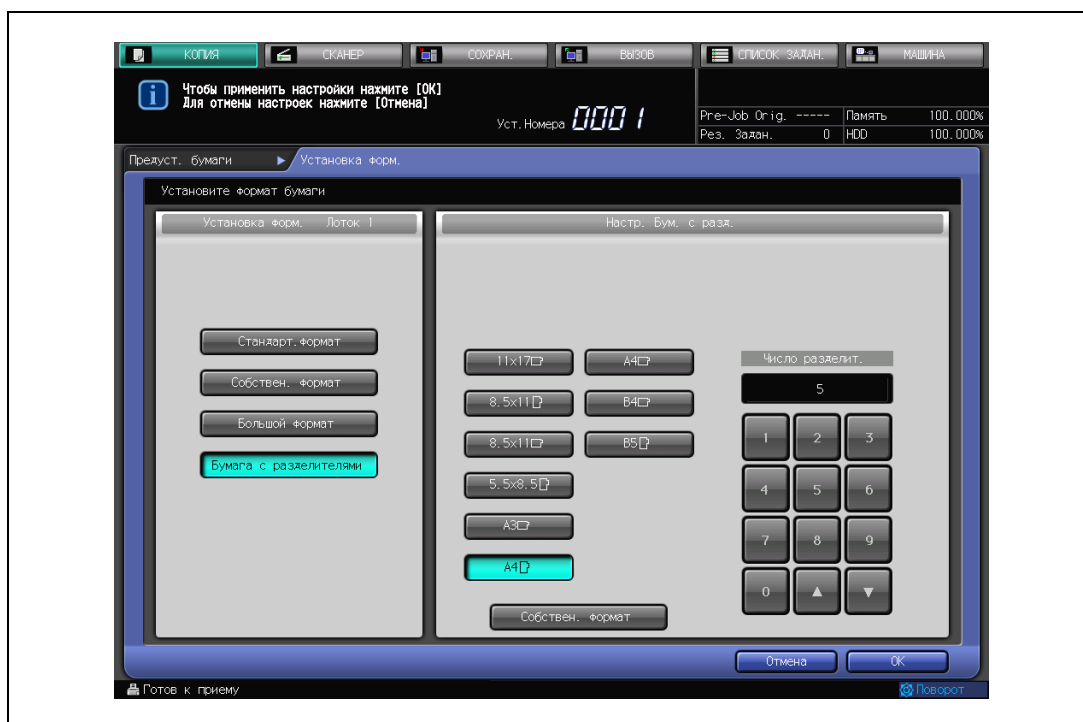 КОПИЯ СКАНЕР СОХРАН. ВЫЗОВ СПИСОК ЗАДАН. МАШИНА
Чтобы применить настройки нажмите [OK]
Для отмены настроек нажмите [Отмена]
Уст.Номера 0001
Pre-Job Orig. ----- Память 100.000%
Рез. Задан. 0 HDD 100.000%
Предуст. бумаги ▶ Установка форм.
Установите формат бумаги
Установка форм. Лоток 1
Стандарт.формат
Собствен. формат
Большой формат
Бумага с разделителями
Настр. Бум. с разд.
11x17 A4
8.5x11 B4
8.5x11 B5
5.5x8.5
A3
A4
Собствен. формат
Число разделит.
5
1 2 3
4 5 6
7 8 9
0 ▲ ▼
Отмена OK
Готов к приему Поворот